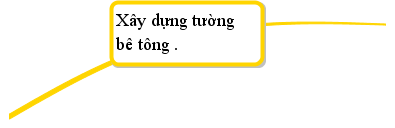 Xây dựng tường
bê tông .